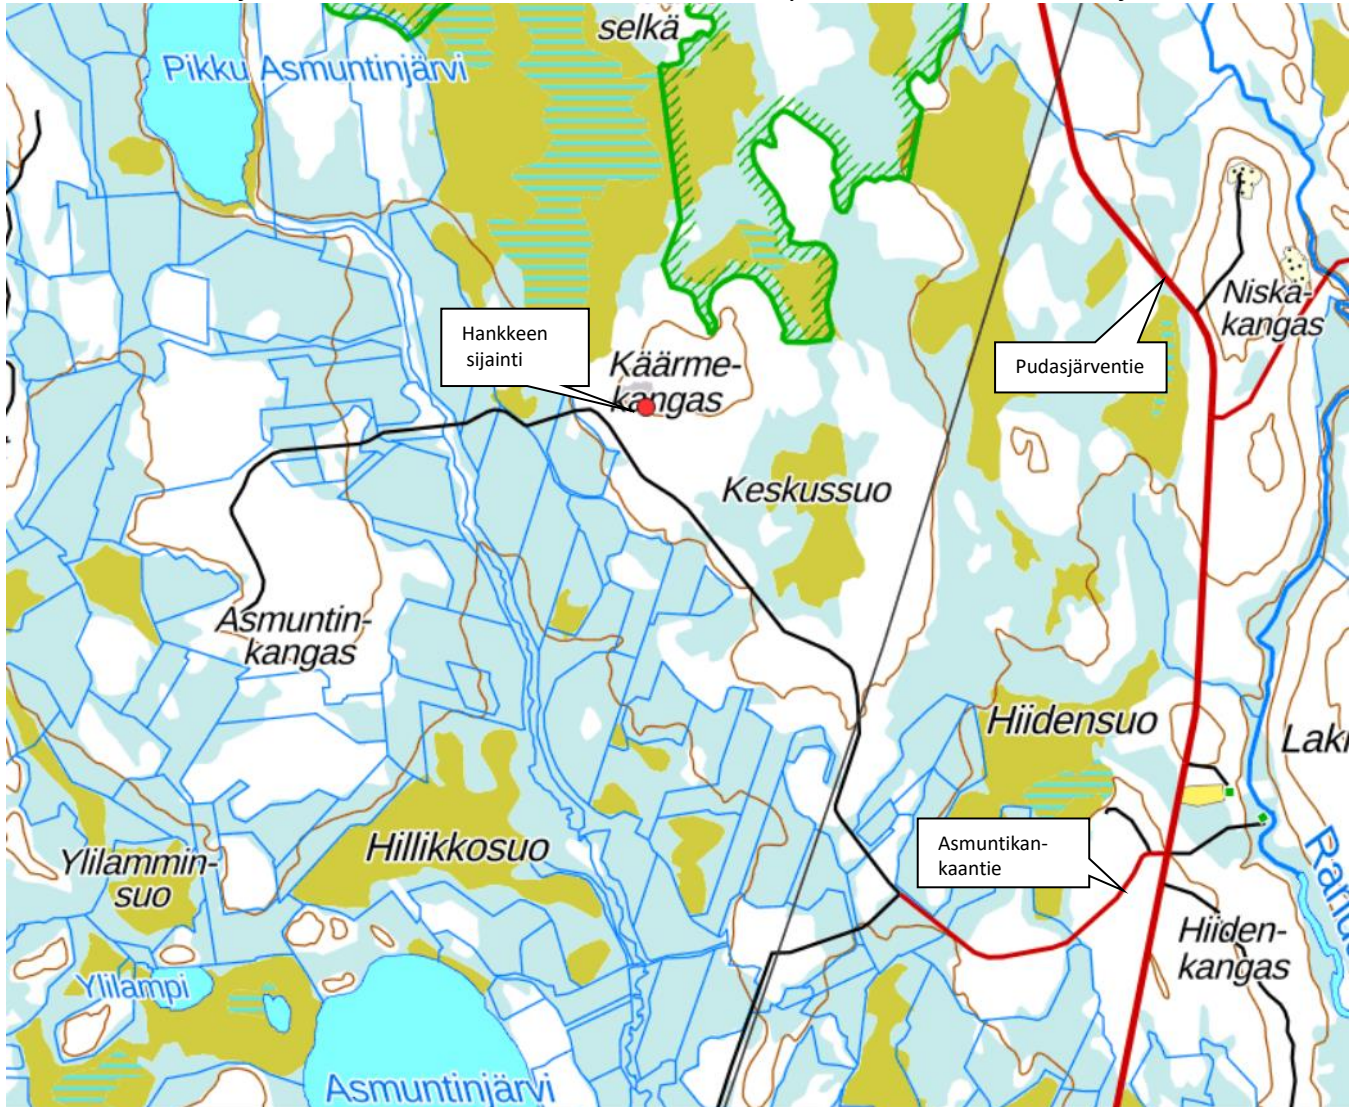 selkä
Pikku Asmuntinjärvi
Niska-
kangas
Hankkeen
sijainti
Käärme-
kangas
Pudasjärventie
Keskussuo
Asmuntin-
kangas
Hiidensuo
Laki
Hillikkosuo
Asmuntikan-
kaantie
Ylilammin-
suo
Hiiden-
kangas
Ylilampi
Asmuntinjärvi